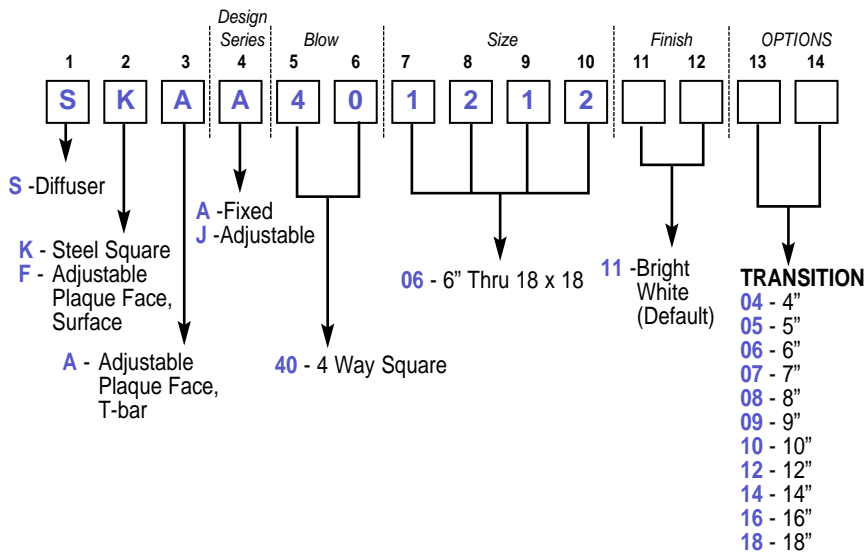 Design
Series Blow Size Finish OPTIONS
1 2 3 4 5 6 7 8 9 10 11 12 13 14
S K A A 4 0 1 2 1 2
S -Diffuser
K - Steel Square
F - Adjustable
Plaque Face,
Surface
A - Adjustable
Plaque Face,
T-bar
A -Fixed
J -Adjustable
40 - 4 Way Square
06 - 6” Thru 18 x 18
11 -Bright
White
(Default)
TRANSITION
04 - 4”
05 - 5”
06 - 6”
07 - 7”
08 - 8”
09 - 9”
10 - 10”
12 - 12”
14 - 14”
16 - 16”
18 - 18”